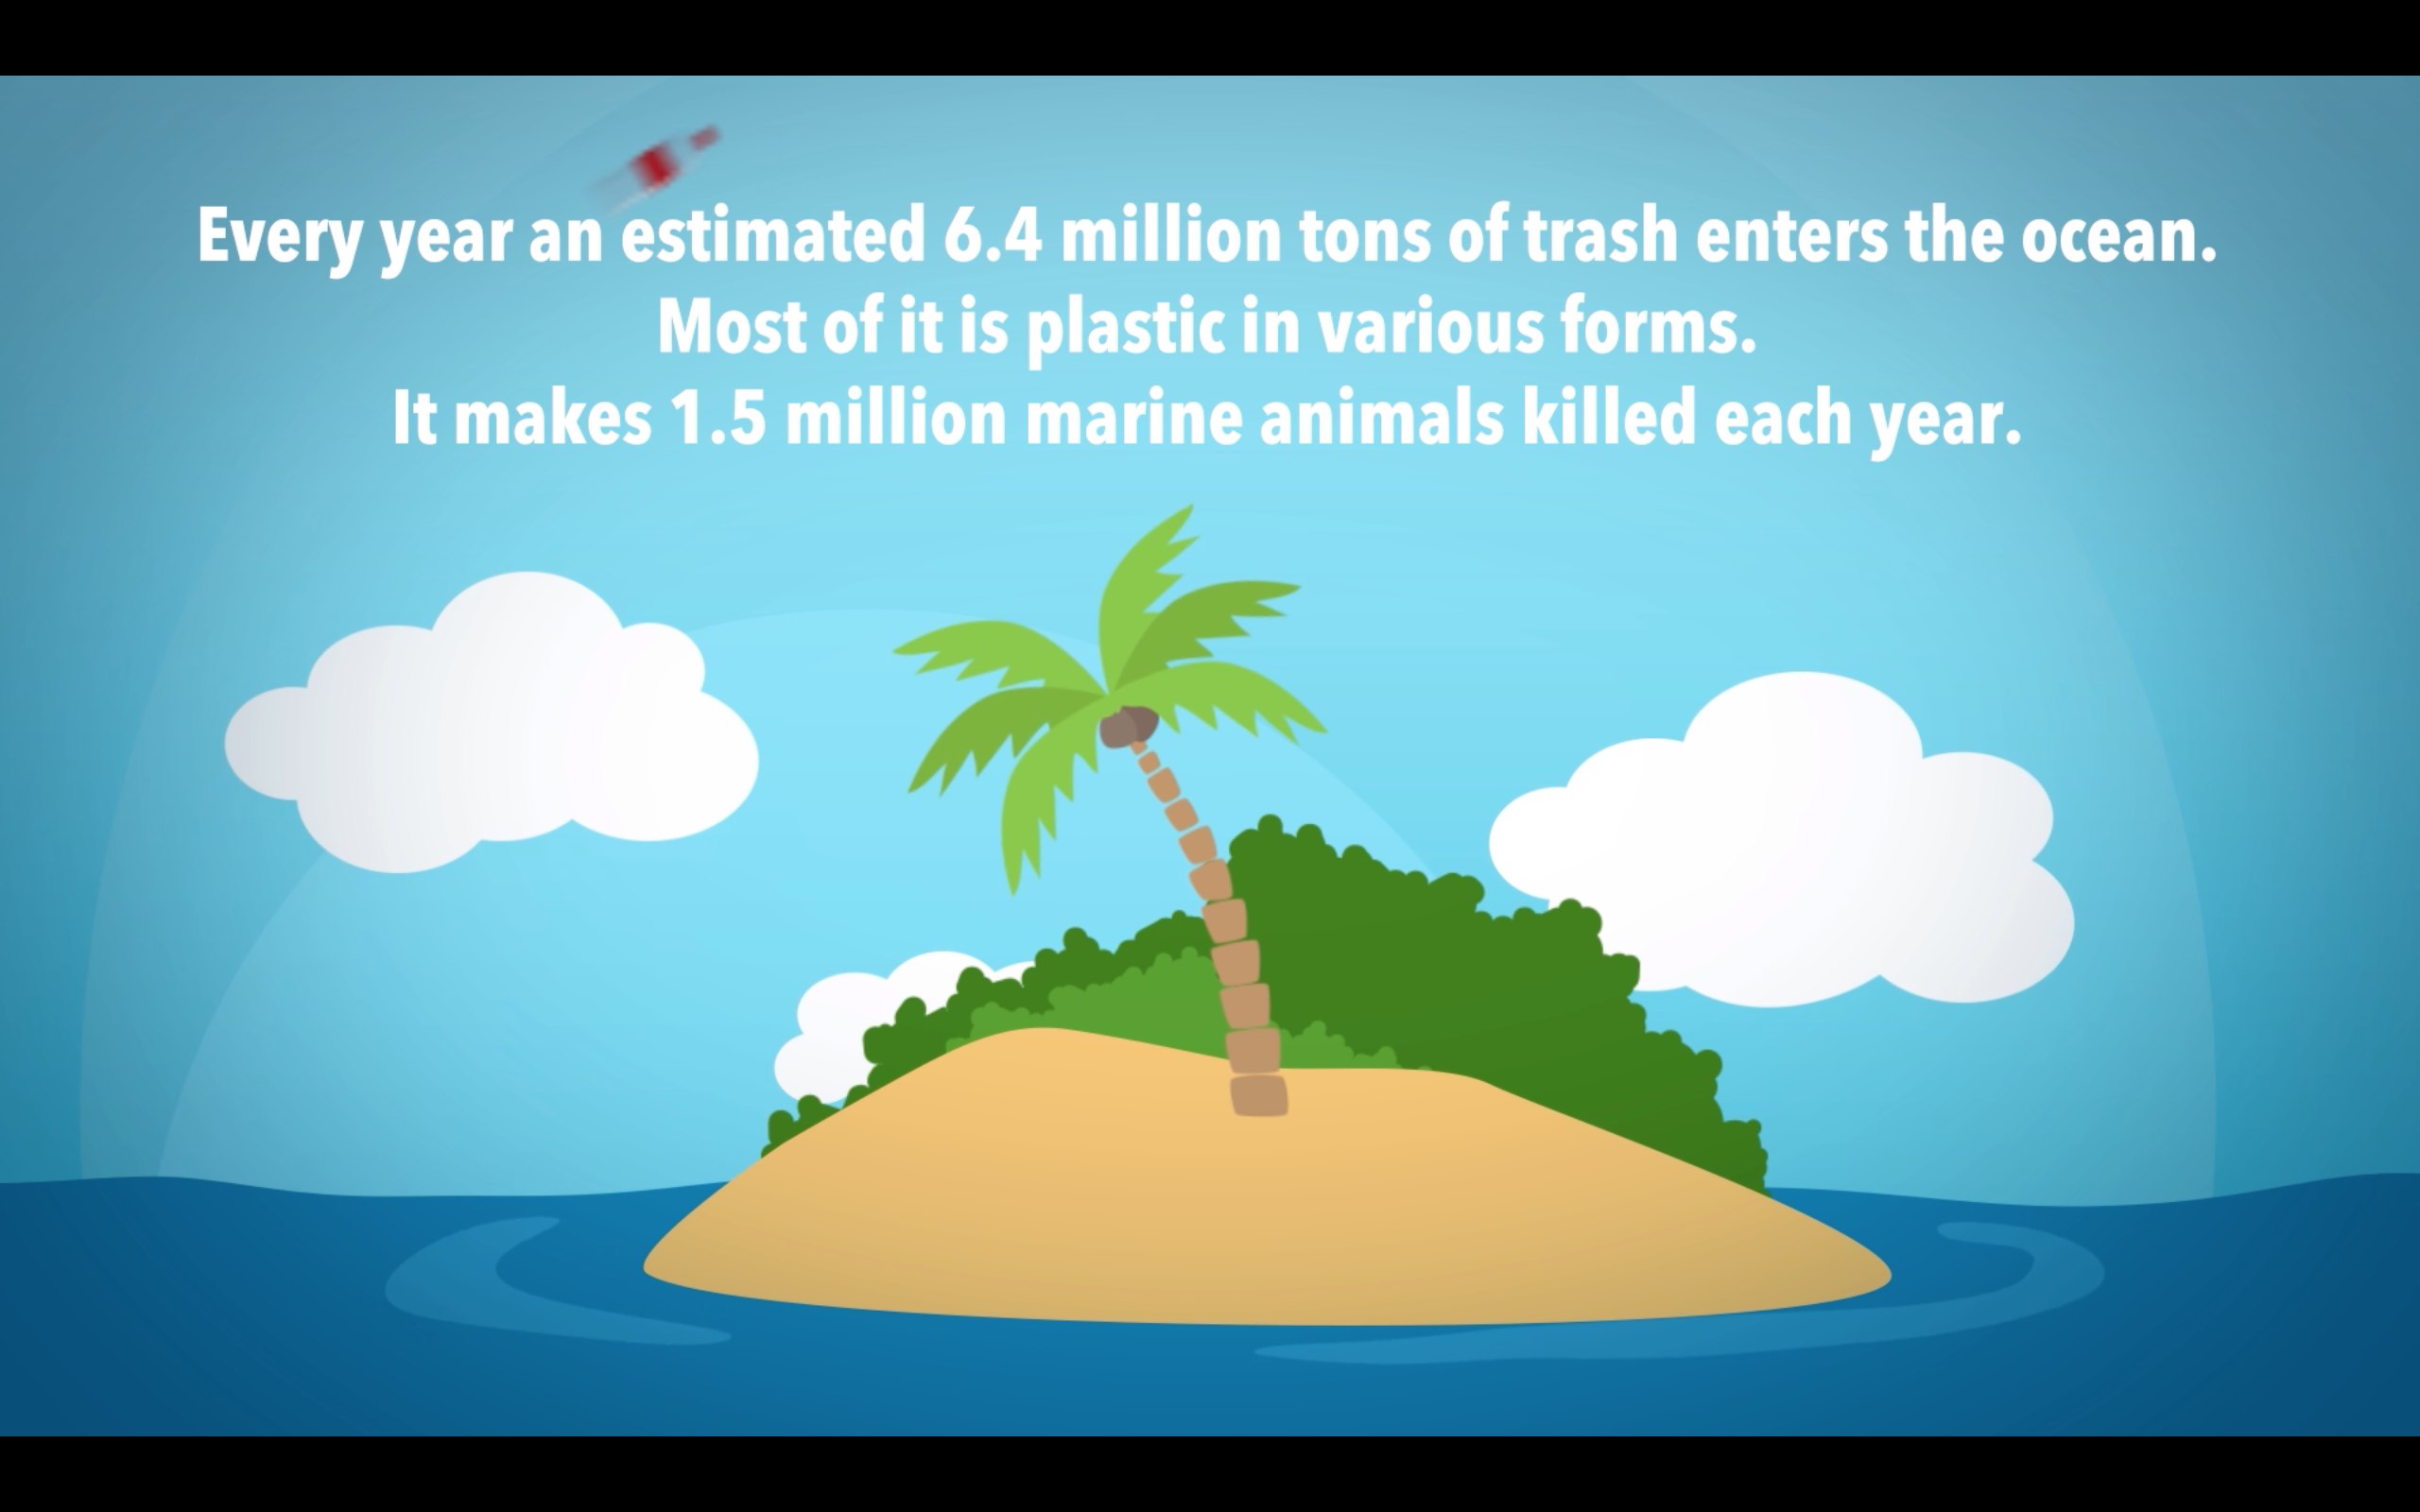 Every year an estimated 6.4 million tons of trash enters the ocean.
Most of it is plastic in various forms.
It makes 1.5 million marine animals killed each year.